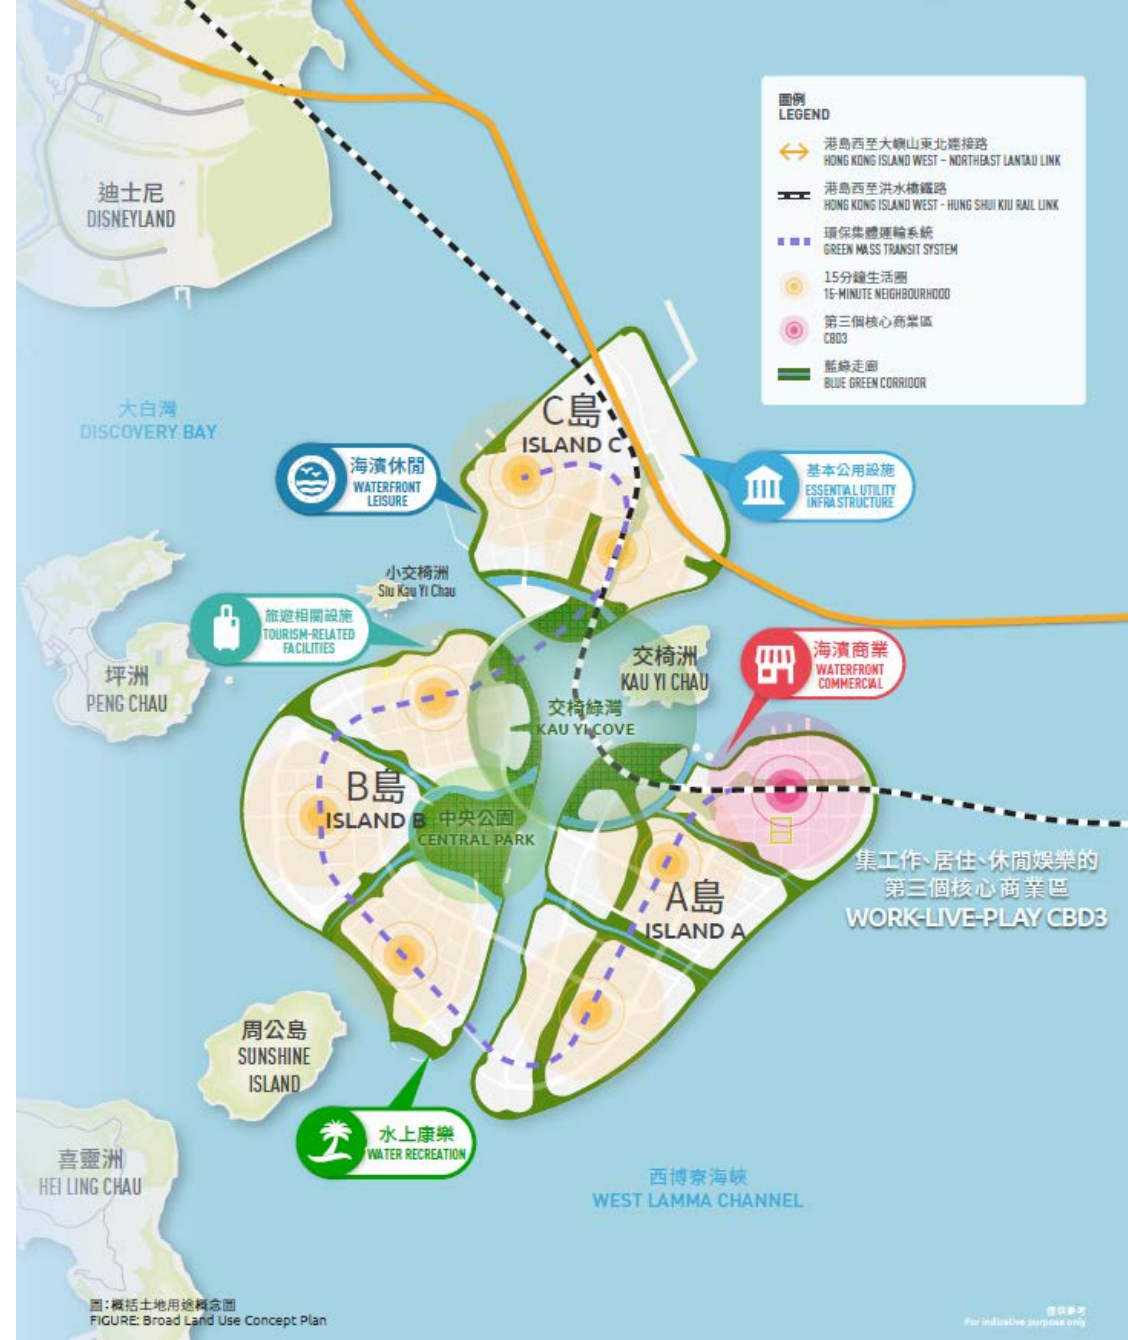 圖例
LEGEND
港島西至大嶼山東北連接路
HONG KONG ISLAND WEST – NORTHEAST LANTAU LINK
港島西至洪水橋鐵路
HONG KONG ISLAND WEST - HUNG SHUI KIU RAIL LINK
環保集體運輸系統
GREEN MASS TRANSIT SYSTEM
15分鐘生活圈
15-MINUTE NEIGHBOURHOOD
第三個核心商業區
CBD3
藍綠走廊
BLUE GREEN CORRIDOR
迪士尼
DISNEYLAND
大白灣
DISCOVERY BAY
C島
ISLAND C
海濱休閒
WATERFRONT
LEISURE
基本公用設施
ESSENTIAL UTILITY
INFRASTRUCTURE
小交椅洲
Siu Kau Yi Chau
旅遊相關設施
TOURISM-RELATED
FACILITIES
坪洲
PENG CHAU
交椅洲
KAU YI CHAU
海濱商業
WATERFRONT
COMMERCIAL
交椅綠灣
KAU YI COVE
B島
ISLAND B
中央公園
CENTRAL PARK
A島
ISLAND A
集工作、居住、休閒娛樂的
第三個核心商業區
WORK-LIVE-PLAY CBD3
周公島
SUNSHINE
ISLAND
水上康樂
WATER RECREATION
喜靈洲
HEI LING CHAU
西博寮海峽
WEST LAMMA CHANNEL
圖：概括土地用途概念圖
FIGURE: Broad Land Use Concept Plan
僅供參考
For indicative purpose only